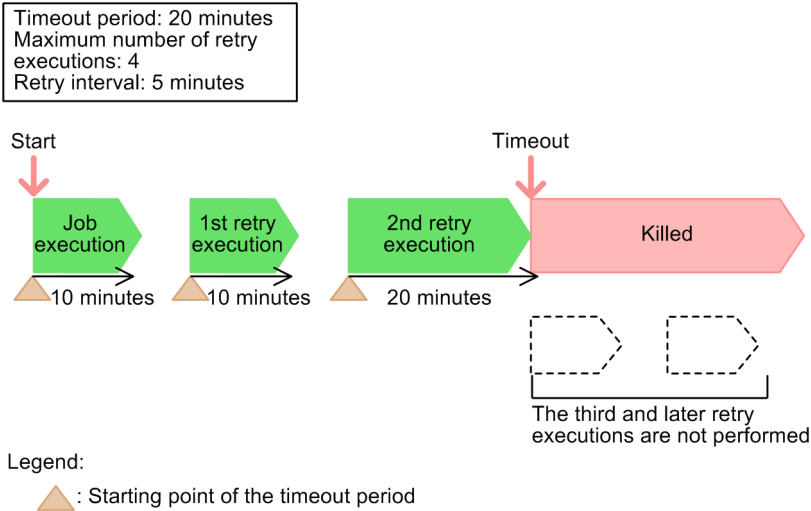 Timeout period: 20 minutes
Maximum number of retry
executions: 4
Retry interval: 5 minutes
Start
Timeout
Job
execution
1st retry
execution
2nd retry
execution
Killed
10 minutes
10 minutes
20 minutes
The third and later retry
executions are not performed
Legend:
: Starting point of the timeout period